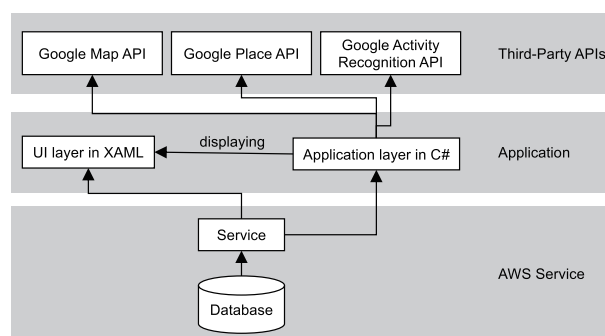 Google Map API
Google Place API
Google Activity
Recognition API
Third-Party APIs
displaying
UI layer in XAML
Application layer in C#
Application
Service
AWS Service
Database